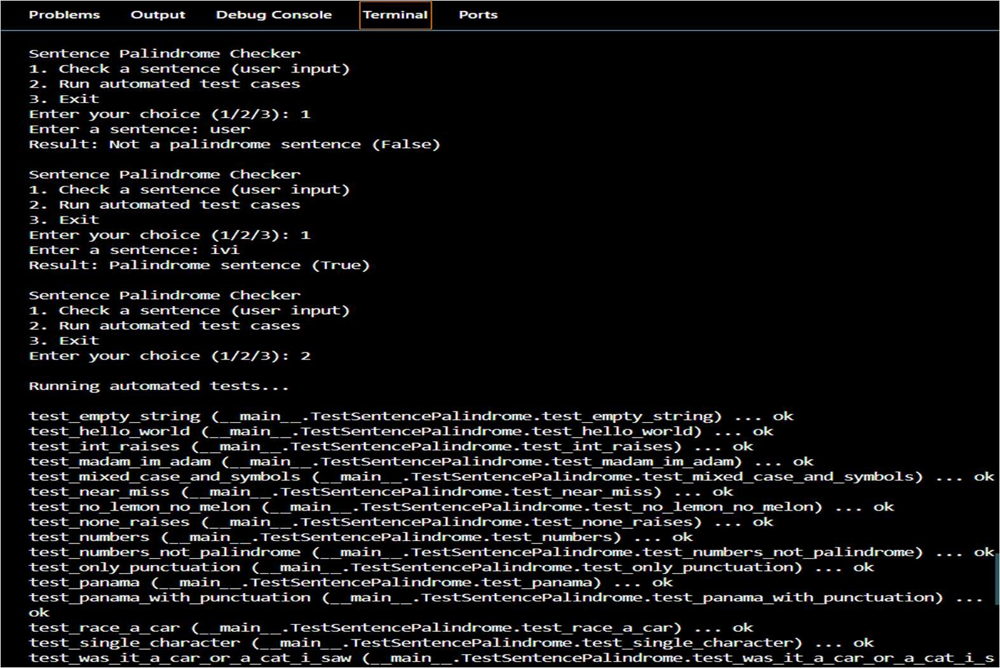 Problems Output Debug Console Terminal Ports
Sentence Palindrome Checker
1. Check a sentence (user input)
2. Run automated test cases
3. Exit
Enter your choice (1/2/3): 1
Enter a sentence: user
Result: Not a palindrome sentence (False)
Sentence Palindrome Checker
1. Check a sentence (user input)
2. Run automated test cases
3. Exit
Enter your choice (1/2/3): 1
Enter a sentence: ivi
Result: Palindrome sentence (True)
Sentence Palindrome Checker
1. Check a sentence (user input)
2. Run automated test cases
3. Exit
Enter your choice (1/2/3): 2
Running automated tests...
test_empty_string (__main__.TestSentencePalindrome.test_empty_string) ... ok
test_hello_world (__main__.TestSentencePalindrome.test_hello_world) ... ok
test_int_raises (__main__.TestSentencePalindrome.test_int_raises) ... ok
test_madam_im_adam (__main__.TestSentencePalindrome.test_madam_im_adam) ... ok
test_mixed_case_and_symbols (__main__.TestSentencePalindrome.test_mixed_case_and_symbols) ... ok
test_near_miss (__main__.TestSentencePalindrome.test_near_miss) ... ok
test_no_lemon_no_melon (__main__.TestSentencePalindrome.test_no_lemon_no_melon) ... ok
test_none_raises (__main__.TestSentencePalindrome.test_none_raises) ... ok
test_numbers (__main__.TestSentencePalindrome.test_numbers) ... ok
test_numbers_not_palindrome (__main__.TestSentencePalindrome.test_numbers_not_palindrome) ... ok
test_only_punctuation (__main__.TestSentencePalindrome.test_only_punctuation) ... ok
test_panama (__main__.TestSentencePalindrome.test_panama) ... ok
test_panama_with_punctuation (__main__.TestSentencePalindrome.test_panama_with_punctuation) ...
ok
test_race_a_car (__main__.TestSentencePalindrome.test_race_a_car) ... ok
test_single_character (__main__.TestSentencePalindrome.test_single_character) ... ok
test_was_it_a_car_or_a_cat_i_saw (__main__.TestSentencePalindrome.test_was_it_a_car_or_a_cat_i_s